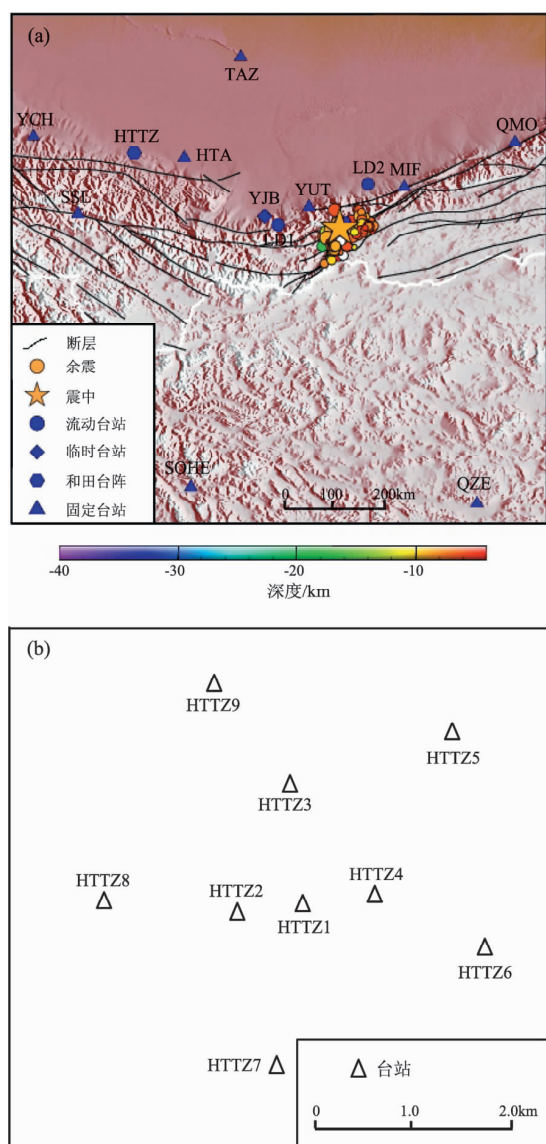 (a)
TAZ
YCH
HTTZ
HTA
QMO
LD2
MIF
SSL
YJB
YUT
LD1
断层
余震
震中
流动台站
临时台站
和田台阵
固定台站
SQHE
QZE
0 100 200km
-40 -30 -20 -10
深度/km
(b)
HTTZ9
HTTZ5
HTTZ3
HTTZ8
HTTZ2
HTTZ4
HTTZ1
HTTZ6
HTTZ7
台站
0 1.0 2.0km